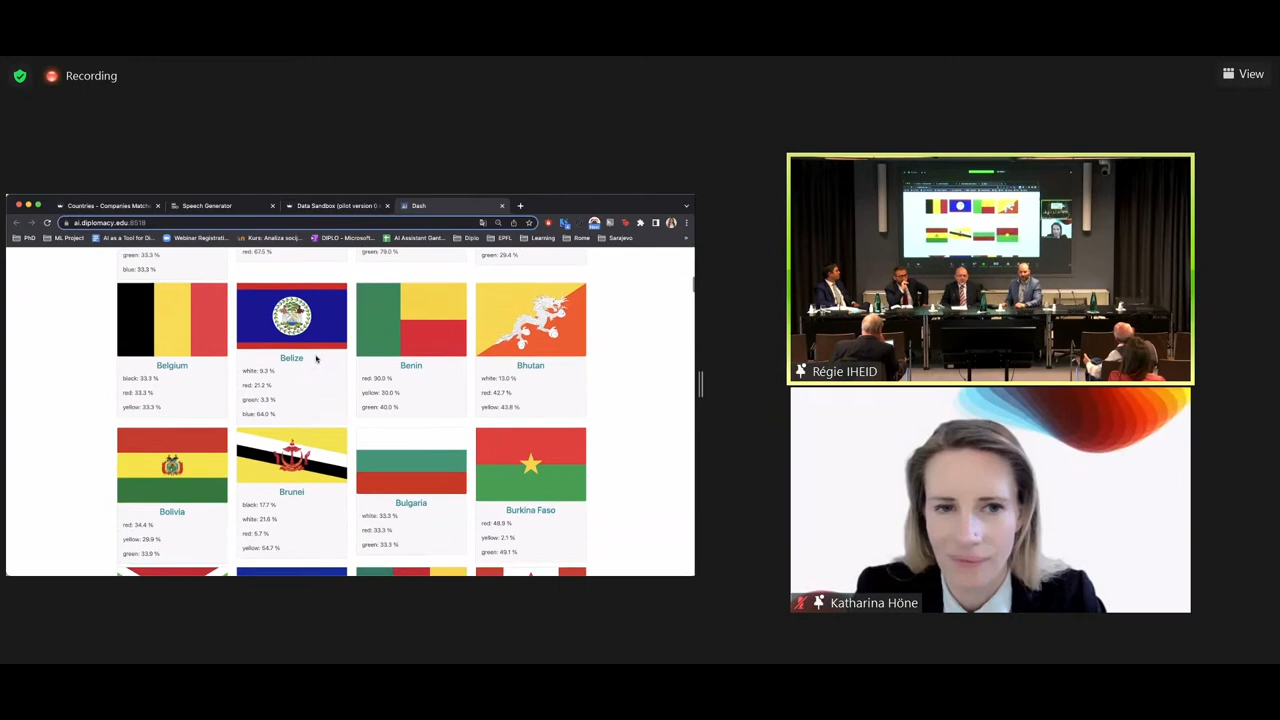 Recording
View
Countries - Companies Matche
Speech Generator
Data Sandbox (pilot version 0
Dash
ai.diplomacy.edu:8518
PhD
ML Project
AI as a Tool for Di...
Webinar Registrati...
Kurs: Analiza socij...
DIPLO - Microsoft...
AI Assistant Gant...
Diplo
EPFL
Learning
Rome
Sarajevo
green: 33.3 %
blue: 33.3 %
red: 67.5 %
green: 79.0 %
green: 29.4 %
Belgium
black: 33.3 %
red: 33.3 %
yellow: 33.3 %
Belize
white: 9.3 %
red: 21.2 %
green: 3.3 %
blue: 64.0 %
Benin
red: 30.0 %
yellow: 30.0 %
green: 40.0 %
Bhutan
white: 13.0 %
red: 42.7 %
yellow: 43.8 %
Bolivia
red: 34.4 %
yellow: 29.9 %
green: 33.9 %
Brunei
black: 17.7 %
white: 21.6 %
red: 5.7 %
yellow: 54.7 %
Bulgaria
white: 33.3 %
red: 33.3 %
green: 33.3 %
Burkina Faso
red: 48.9 %
yellow: 2.1 %
green: 49.1 %
Régie IHEID
Katharina Höne